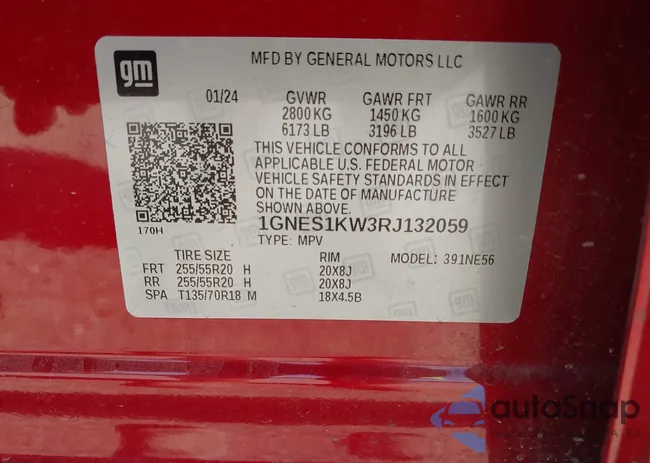 gm
MFD BY GENERAL MOTORS LLC
01/24 GVWR GAWR FRT GAWR RR
2800 KG 1450 KG 1600 KG
6173 LB 3196 LB 3527 LB
THIS VEHICLE CONFORMS TO ALL
APPLICABLE U.S. FEDERAL MOTOR
VEHICLE SAFETY STANDARDS IN EFFECT
ON THE DATE OF MANUFACTURE
SHOWN ABOVE.
170H
1GNES1KW3RJ132059
TYPE: MPV
TIRE SIZE RIM MODEL: 391NE56
FRT 255/55R20 H 20X8J
RR 255/55R20 H 20X8J
SPA T135/70R18 M 18X4.5B
autoSnap